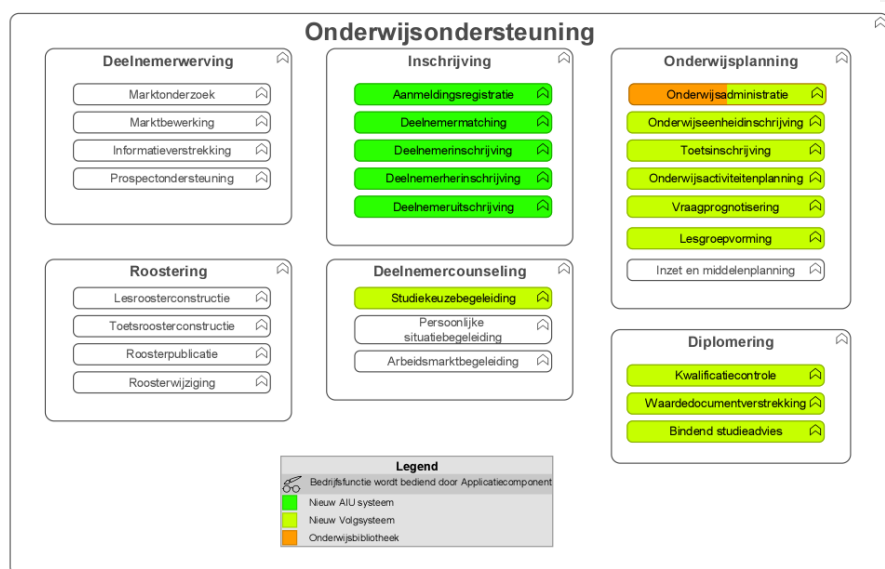 Onderwijsondersteuning
Deelnemerwerving
Marktonderzoek
Marktbewerking
Informatieverstrekking
Prospectondersteuning
Inschrijving
Aanmeldingsregistratie
Deelnemermatching
Deelnemerinschrijving
Deelnemerherinschrijving
Deelnemeruitschrijving
Onderwijsplanning
Onderwijsadministratie
Onderwijseenheidinschrijving
Toetsinschrijving
Onderwijsactiviteitenplanning
Vraagprognotisering
Lesgroepvorming
Inzet en middelenplanning
Roostering
Lesroosterconstructie
Toetsroosterconstructie
Roosterpublicatie
Roosterwijziging
Deelnemercounseling
Studiekeuzebegeleiding
Persoonlijke
situatiebegeleiding
Arbeidsmarktbegeleiding
Diplomering
Kwalificatiecontrole
Waardedocumentverstrekking
Bindend studieadvies
Legend
Bedrijfsfunctie wordt bediend door Applicatiecomponent
Nieuw AIU systeem
Nieuw Volgsysteem
Onderwijsbibliotheek